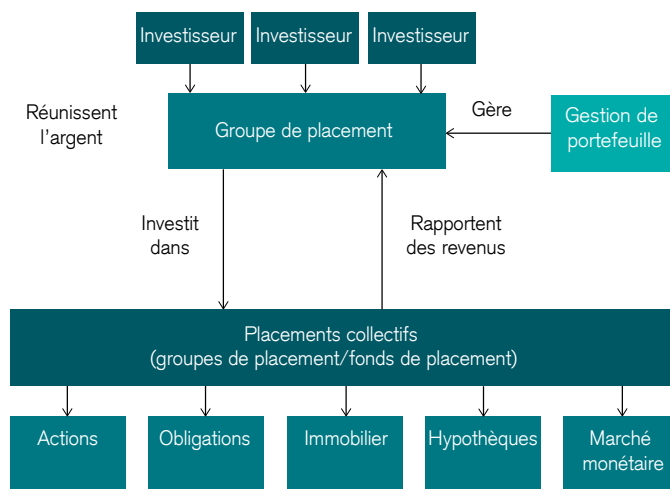 Investisseur
Investisseur
Investisseur
Réunissent
l'argent
Groupe de placement
Gère
Gestion de
portefeuille
Investit
dans
Rapportent
des revenus
Placements collectifs
(groupes de placement/fonds de placement)
Actions
Obligations
Immobilier
Hypothèques
Marché
monétaire